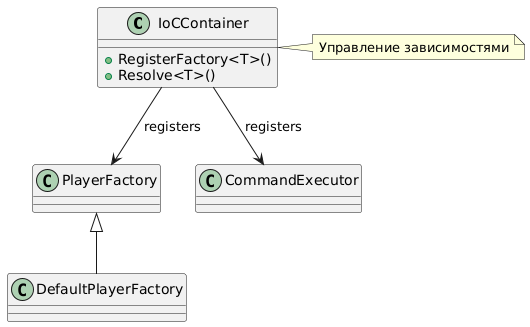 C IoCContainer
RegisterFactory<T>()
Resolve<T>()
Управление зависимостями
registers
registers
C PlayerFactory
C CommandExecutor
C DefaultPlayerFactory